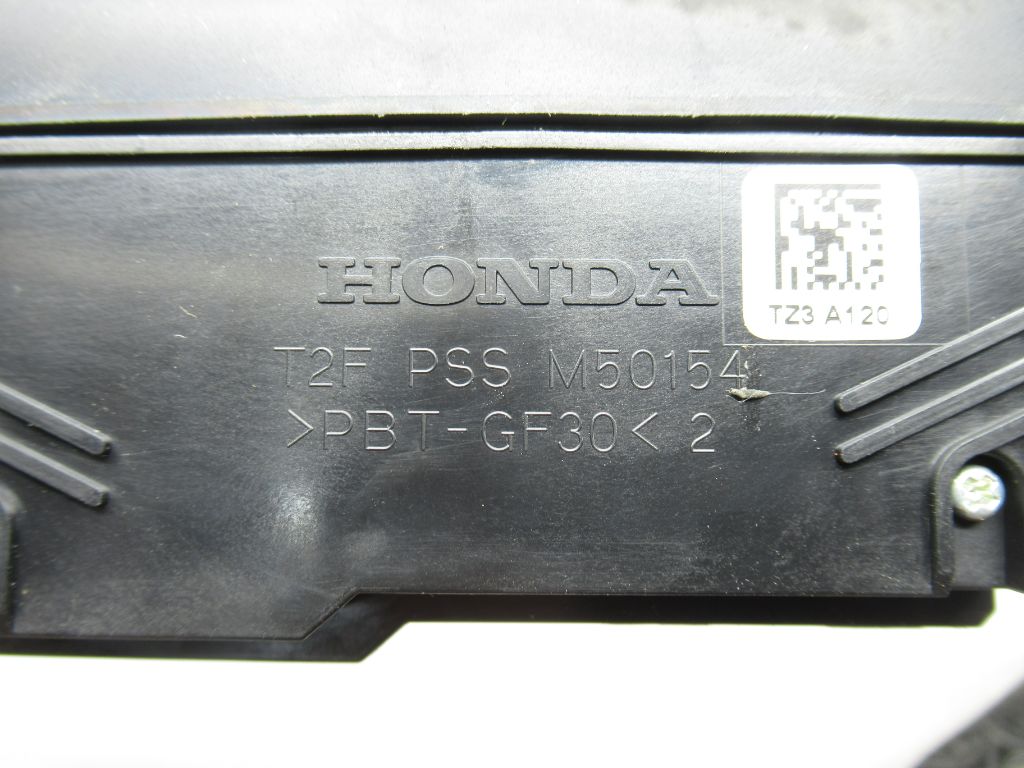 HONDA
TZ3 A120
T2F PSS M50154
>PBT-GF30< 2